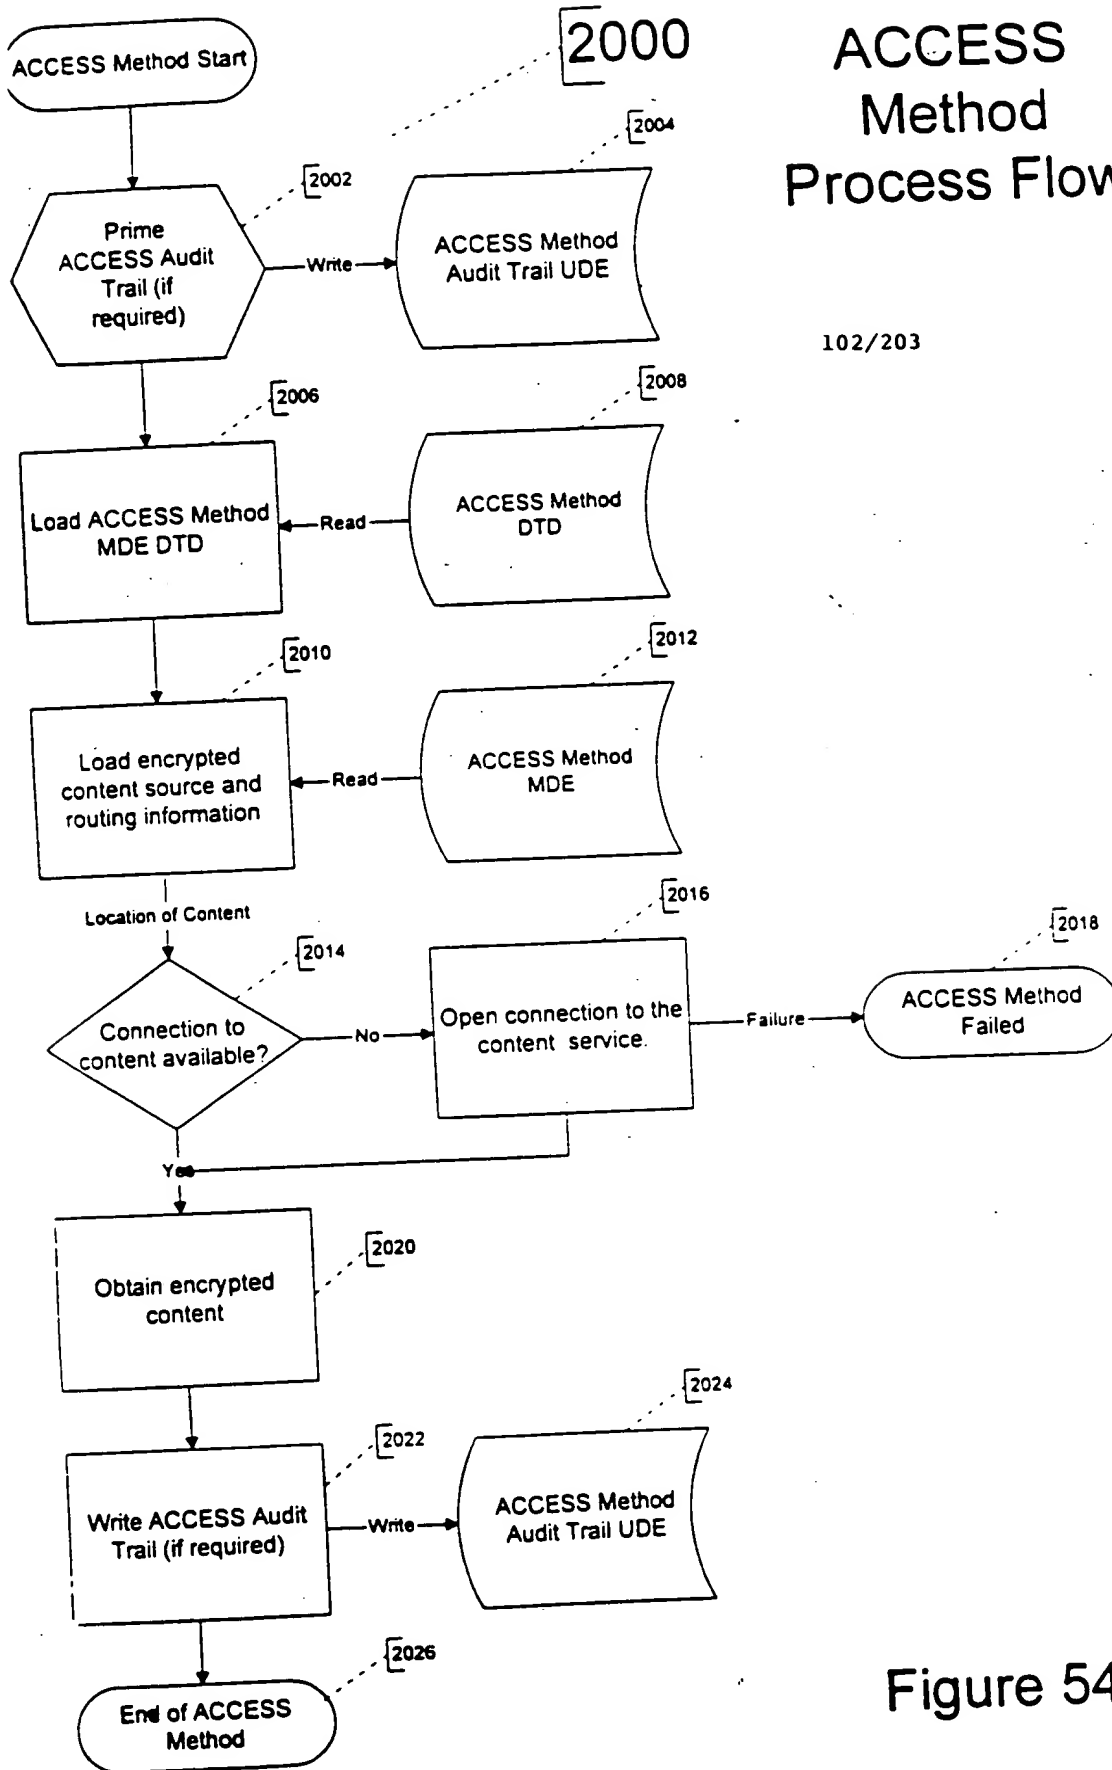 ACCESS Method Start
2000
ACCESS
Method
Process Flow
2002
2004
Prime
ACCESS Audit
Trail (if
required)
Write
ACCESS Method
Audit Trail UDE
102/203
2006
2008
Load ACCESS Method
MDE DTD
Read
ACCESS Method
DTD
2010
2012
Load encrypted
content source and
routing information
Read
ACCESS Method
MDE
Location of Content
2014
2016
2018
Connection to
content available?
No
Open connection to the
content service.
Failure
ACCESS Method
Failed
Yes
2020
Obtain encrypted
content
2022
2024
Write ACCESS Audit
Trail (if required)
Write
ACCESS Method
Audit Trail UDE
2026
End of ACCESS
Method
Figure 54